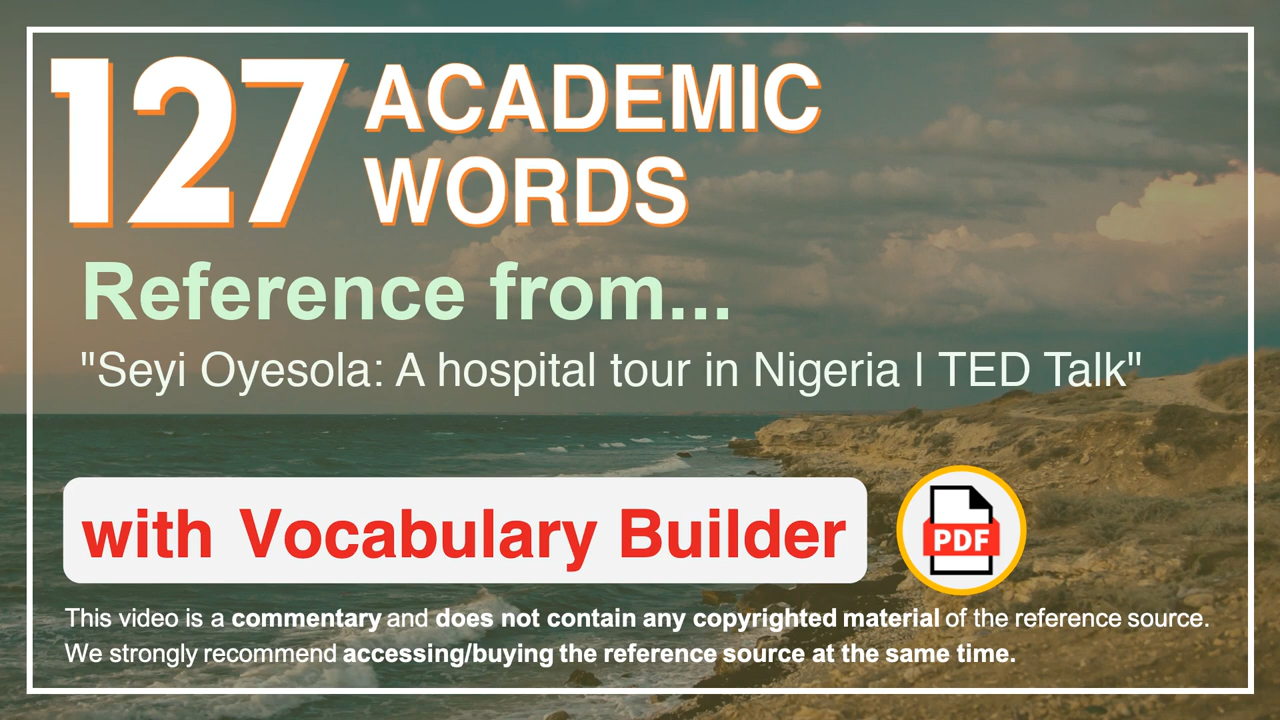 127 ACADEMIC
WORDS
Reference from...
"Seyi Oyesola: A hospital tour in Nigeria | TED Talk"
with Vocabulary Builder
PDF
This video is a commentary and does not contain any copyrighted material of the reference source.
We strongly recommend accessing/buying the reference source at the same time.